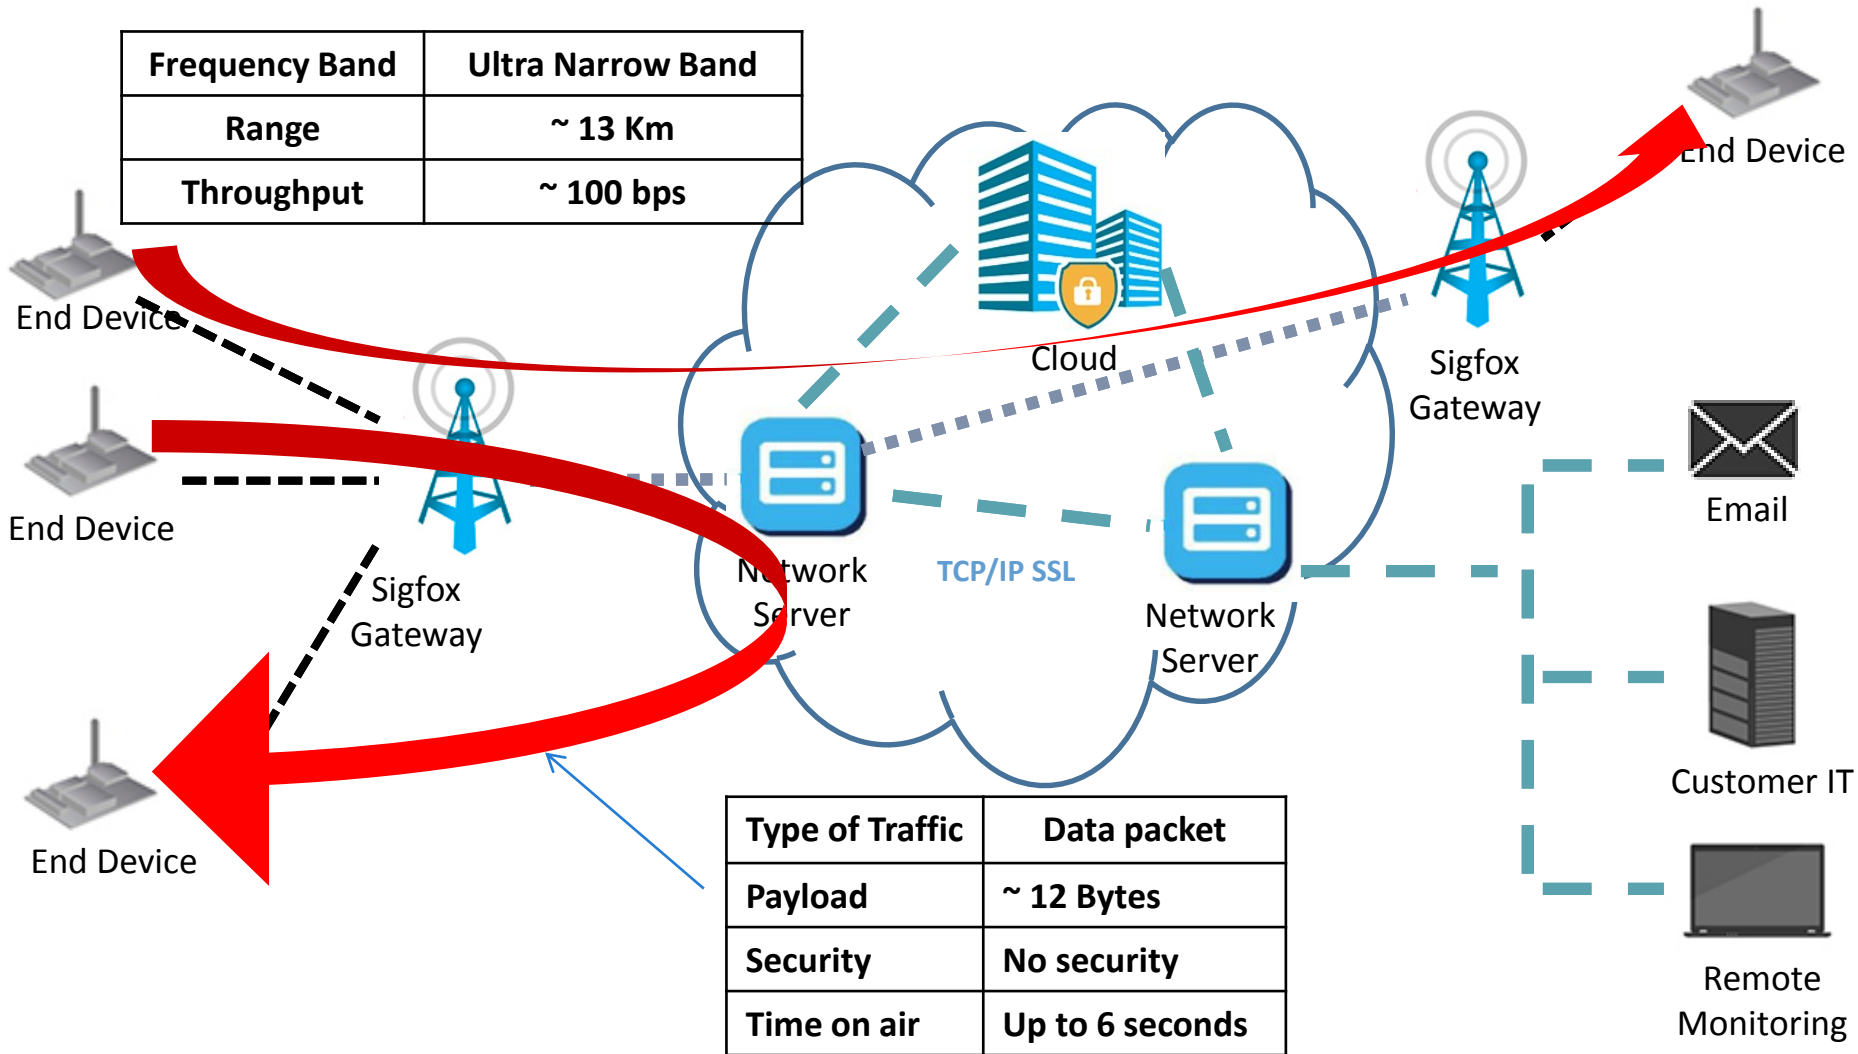 Frequency Band Ultra Narrow Band
Range ~ 13 Km
Throughput ~ 100 bps
End Device
End Device
Cloud
Sigfox
Gateway
End Device
Email
End Device
Sigfox
Gateway
Network
Server
TCP/IP SSL
Network
Server
Customer IT
End Device
Type of Traffic Data packet
Payload ~ 12 Bytes
Security No security
Time on air Up to 6 seconds
Remote
Monitoring